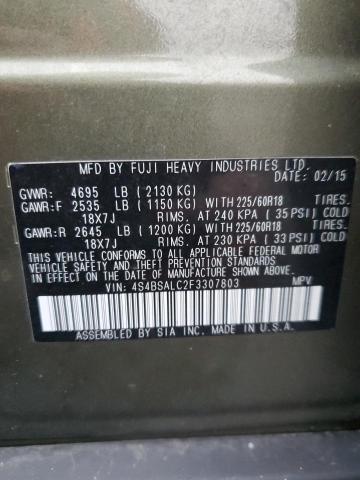 MFD. BY FUJI HEAVY INDUSTRIES LTD.
DATE: 02/15
GVWR: 4695 LB (2130 KG)
GAWR:F 2535 LB (1150 KG) WITH 225/60R18 TIRES.
18X7J RIMS. AT 240 KPA (35 PSI) COLD
GAWR:R 2645 LB (1200 KG) WITH 225/60R18 TIRES.
18X7J RIMS. AT 230 KPA (33 PSI) COLD
THIS VEHICLE CONFORMS TO ALL APPLICABLE FEDERAL MOTOR
VEHICLE SAFETY AND THEFT PREVENTION STANDARDS
IN EFFECT ON THE DATE OF MANUFACTURE SHOWN ABOVE.
VIN: 4S4BSALC2F3307803 MPV
ASSEMBLED BY SIA INC. MADE IN U.S.A.